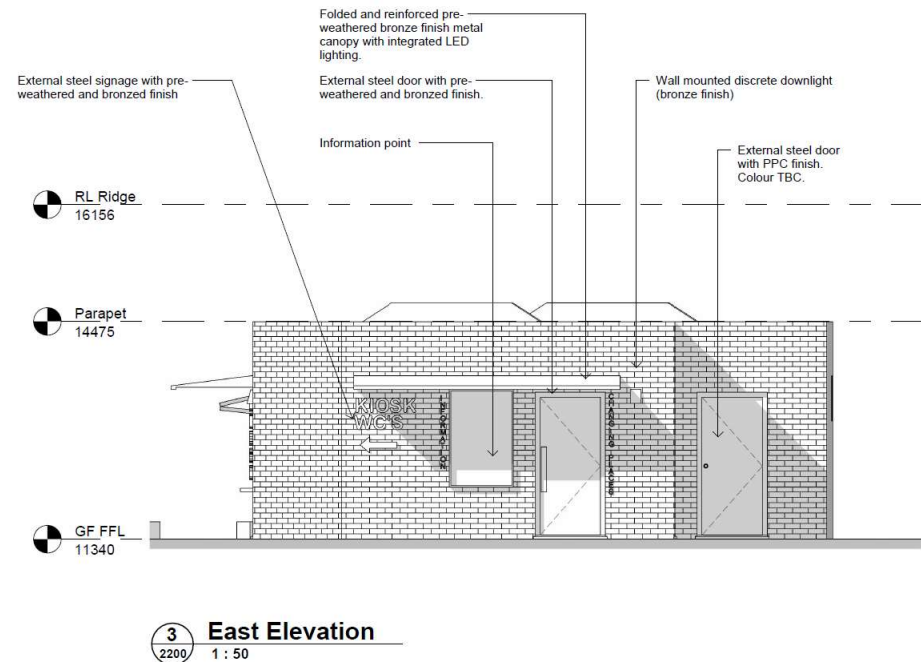 Folded and reinforced pre-
weathered bronze finish metal
canopy with integrated LED
lighting.
External steel signage with pre-
weathered and bronzed finish
External steel door with pre-
weathered and bronzed finish.
Wall mounted discrete downlight
(bronze finish)
Information point
External steel door
with PPC finish.
Colour TBC.
RL Ridge
16156
Parapet
14475
KIOSK
WC'S
INFORMATION
CHANGING PLACES
GF FFL
11340
3
2200
East Elevation
1 : 50